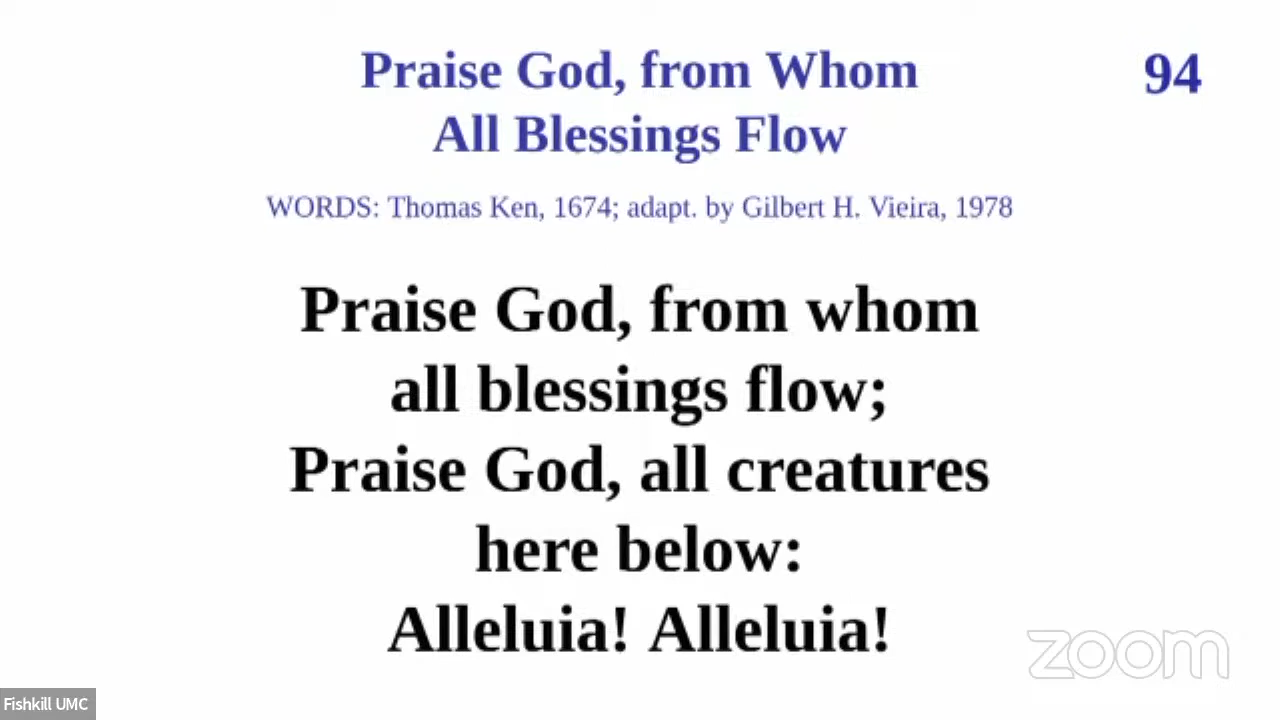 Praise God, from Whom
All Blessings Flow
94
WORDS: Thomas Ken, 1674; adapt. by Gilbert H. Vieira, 1978
Praise God, from whom
all blessings flow;
Praise God, all creatures
here below:
Alleluia! Alleluia!
zoom
Fishkill UMC